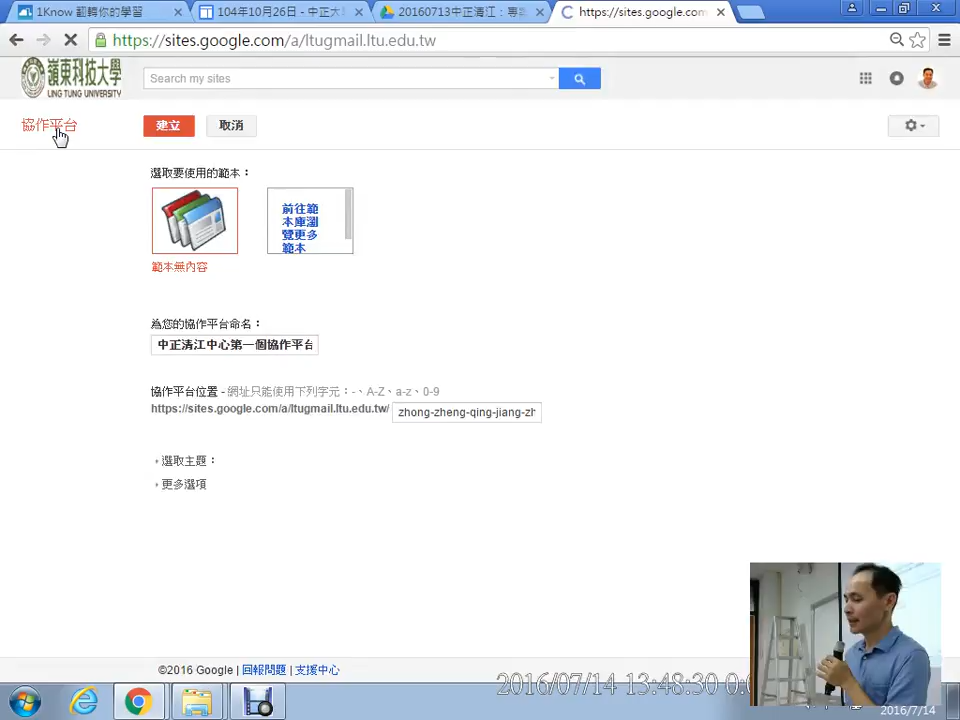 1Know 翻轉你的學習
104年10月26日 - 中正大
20160713中正清江：專
https://sites.google.com/
https://sites.google.com/a/ltugmail.ltu.edu.tw
嶺東科技大學
LING TUNG UNIVERSITY
Search my sites
協作平台
建立
取消
選取要使用的範本：
前往範
本庫瀏
覽更多
範本
範本無內容
為您的協作平台命名：
中正清江中心第一個協作平台
協作平台位置 - 網址只能使用下列字元：-、A-Z、a-z、0-9
https://sites.google.com/a/ltugmail.ltu.edu.tw/ zhong-zheng-qing-jiang-zh
選取主題：
更多選項
©2016 Google | 回報問題 | 支援中心
2016/07/14 13:48:30
2016/7/14